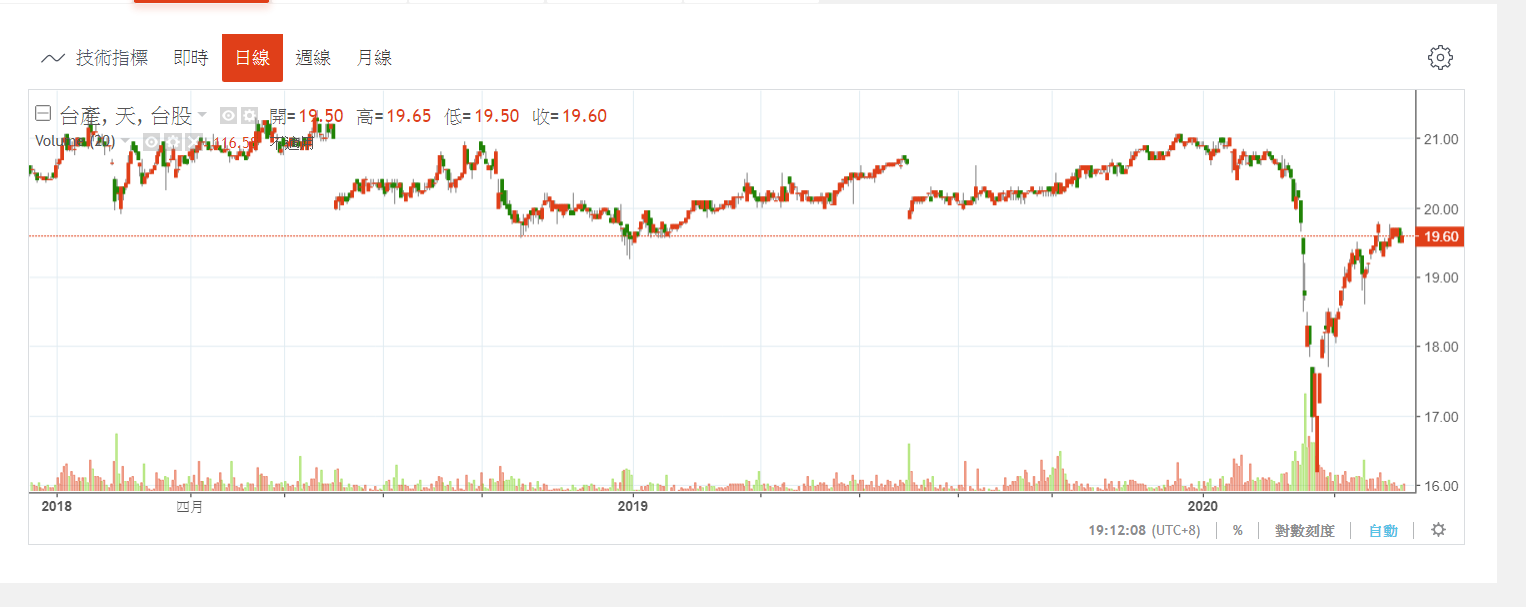 技術指標 即時 日線 週線 月線
台產, 天, 台股 開=19.50 高=19.65 低=19.50 收=19.60
Volume (20) 不適用
21.00
20.00
19.60
19.00
18.00
17.00
16.00
2018 四月 2019 2020
19:12:08 (UTC+8) % 對數刻度 自動